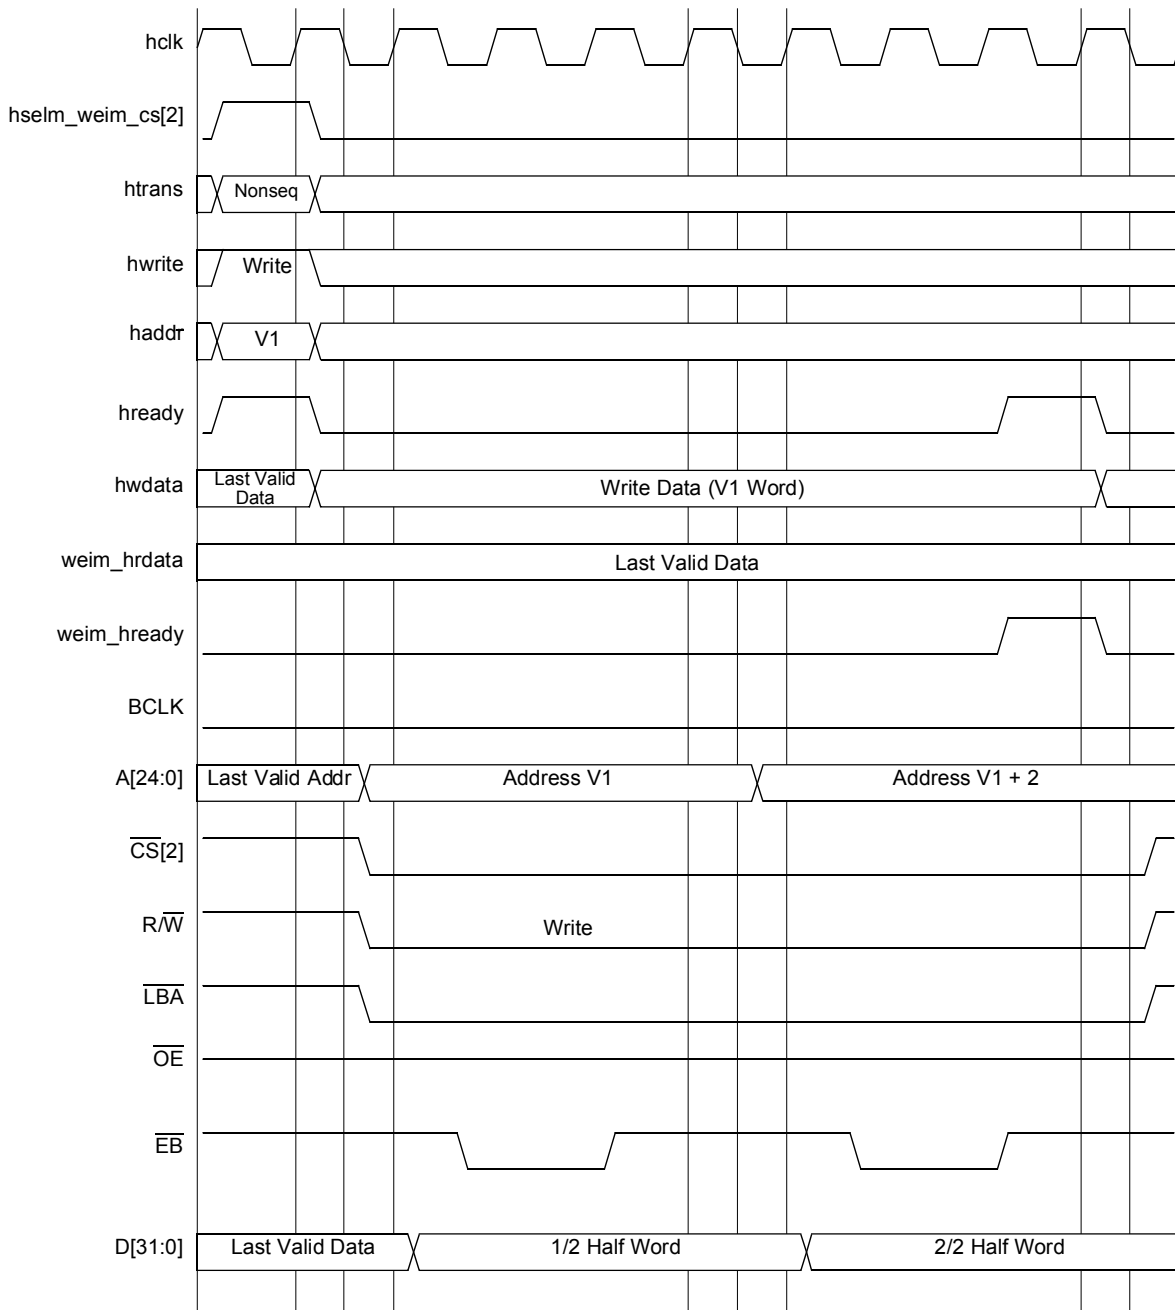 hclk
hselm_weim_cs[2]
htrans Nonseq
hwrite Write
haddr V1
hready
hwdata Last Valid Data Write Data (V1 Word)
weim_hrdata Last Valid Data
weim_hready
BCLK
A[24:0] Last Valid Addr Address V1 Address V1 + 2
CS[2]
R/W Write
LBA
OE
EB
D[31:0] Last Valid Data 1/2 Half Word 2/2 Half Word